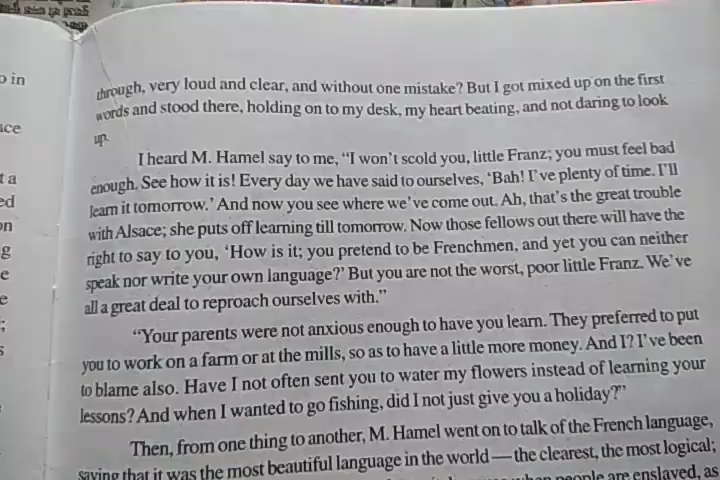 through, very loud and clear, and without one mistake? But I got mixed up on the first
words and stood there, holding on to my desk, my heart beating, and not daring to look
up.
I heard M. Hamel say to me, “I won’t scold you, little Franz; you must feel bad
enough. See how it is! Every day we have said to ourselves, ‘Bah! I’ve plenty of time. I’ll
learn it tomorrow.’ And now you see where we’ve come out. Ah, that’s the great trouble
with Alsace; she puts off learning till tomorrow. Now those fellows out there will have the
right to say to you, ‘How is it; you pretend to be Frenchmen, and yet you can neither
speak nor write your own language?’ But you are not the worst, poor little Franz. We’ve
all a great deal to reproach ourselves with.”
“Your parents were not anxious enough to have you learn. They preferred to put
you to work on a farm or at the mills, so as to have a little more money. And I? I’ve been
to blame also. Have I not often sent you to water my flowers instead of learning your
lessons? And when I wanted to go fishing, did I not just give you a holiday?”
Then, from one thing to another, M. Hamel went on to talk of the French language,
saying that it was the most beautiful language in the world — the clearest, the most logical;
when people are enslaved, as